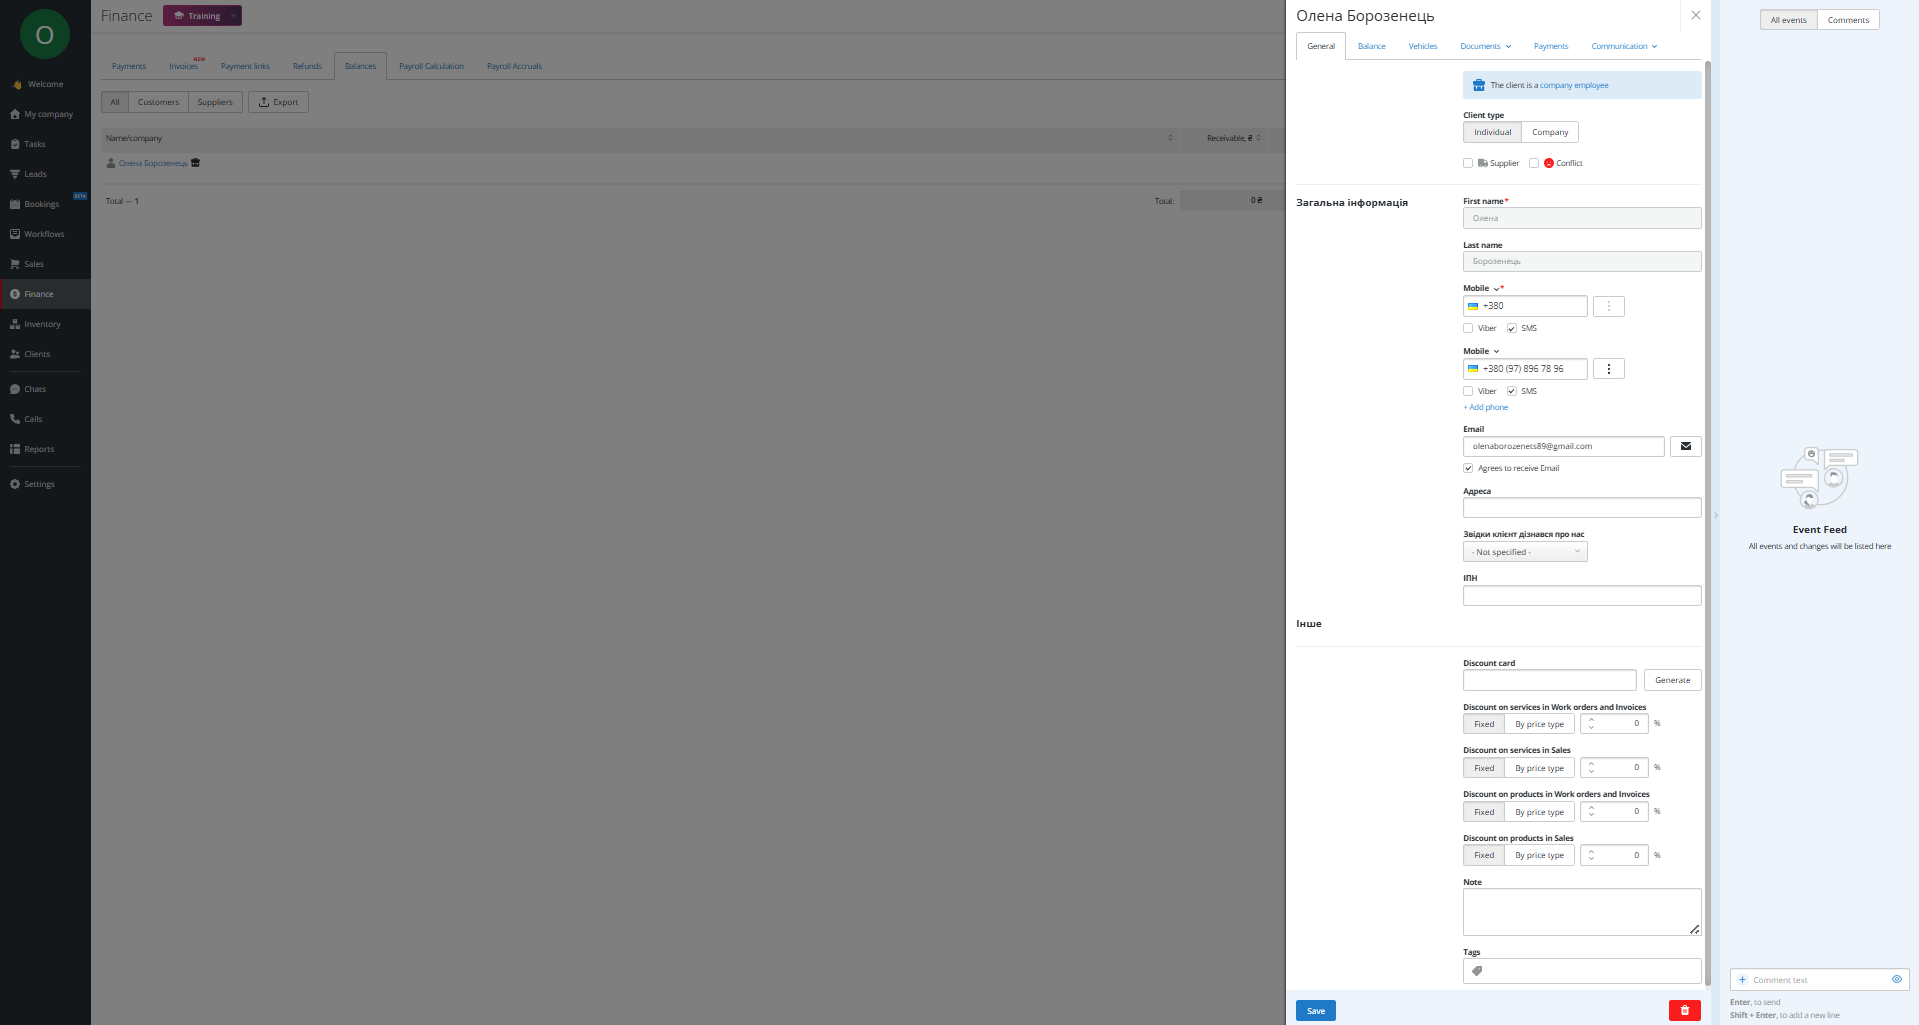 O
Welcome
My company
Tasks
Leads
Bookings
BETA
Workflows
Sales
Finance
Inventory
Clients
Chats
Calls
Reports
Settings
Finance
Training
Payments
Invoices
NEW
Payment links
Refunds
Balances
Payroll Calculation
Payroll Accruals
All
Customers
Suppliers
Export
Name/company
Receivable, ₴
Олена Борозенець
Total — 1
Total:
0 ₴
Олена Борозенець
General
Balance
Vehicles
Documents
Payments
Communication
The client is a company employee
Client type
Individual
Company
Supplier
Conflict
Загальна інформація
First name*
Олена
Last name
Борозенець
Mobile *
+380
Viber
SMS
Mobile
+380 (97) 896 78 96
Viber
SMS
+ Add phone
Email
olenaborozenets89@gmail.com
Agrees to receive Email
Адреса
Звідки клієнт дізнався про нас
- Not specified -
ІПН
Інше
Discount card
Generate
Discount on services in Work orders and Invoices
Fixed
By price type
0
%
Discount on services in Sales
Fixed
By price type
0
%
Discount on products in Work orders and Invoices
Fixed
By price type
0
%
Discount on products in Sales
Fixed
By price type
0
%
Note
Tags
Save
All events
Comments
Event Feed
All events and changes will be listed here
Comment text
Enter, to send
Shift + Enter, to add a new line